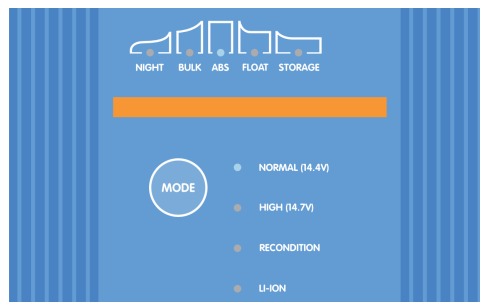 NIGHT BULK ABS FLOAT STORAGE
MODE
NORMAL (14.4V)
HIGH (14.7V)
RECONDITION
LI-ION